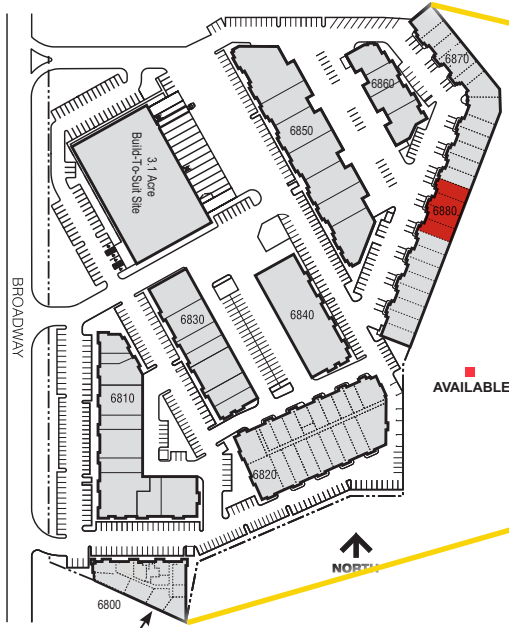 6870
6860
6850
3.1 Acre
Build-To-Suit Site
6880
BROADWAY
6830
6840
AVAILABLE
6810
6820
NORTH
6800